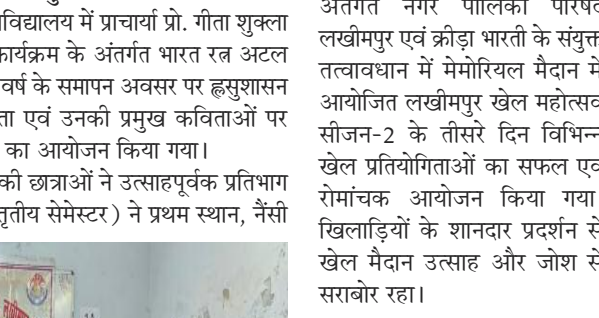 विद्यालय में प्राचार्या प्रो. गीता शुक्ला
कार्यक्रम के अंतर्गत भारत रत्न अटल
वर्ष के समापन अवसर पर ह्लसुशासन
ता एवं उनकी प्रमुख कविताओं पर
का आयोजन किया गया।
की छात्राओं ने उत्साहपूर्वक प्रतिभाग
तृतीय सेमेस्टर) ने प्रथम स्थान, नैंसी
अंतर्गत नगर पालिका परिषद
लखीमपुर एवं क्रीड़ा भारती के संयुक्त
तत्वावधान में मेमोरियल मैदान में
आयोजित लखीमपुर खेल महोत्सव
सीजन-2 के तीसरे दिन विभिन्न
खेल प्रतियोगिताओं का सफल एवं
रोमांचक आयोजन किया गया
खिलाड़ियों के शानदार प्रदर्शन से
खेल मैदान उत्साह और जोश से
सराबोर रहा।